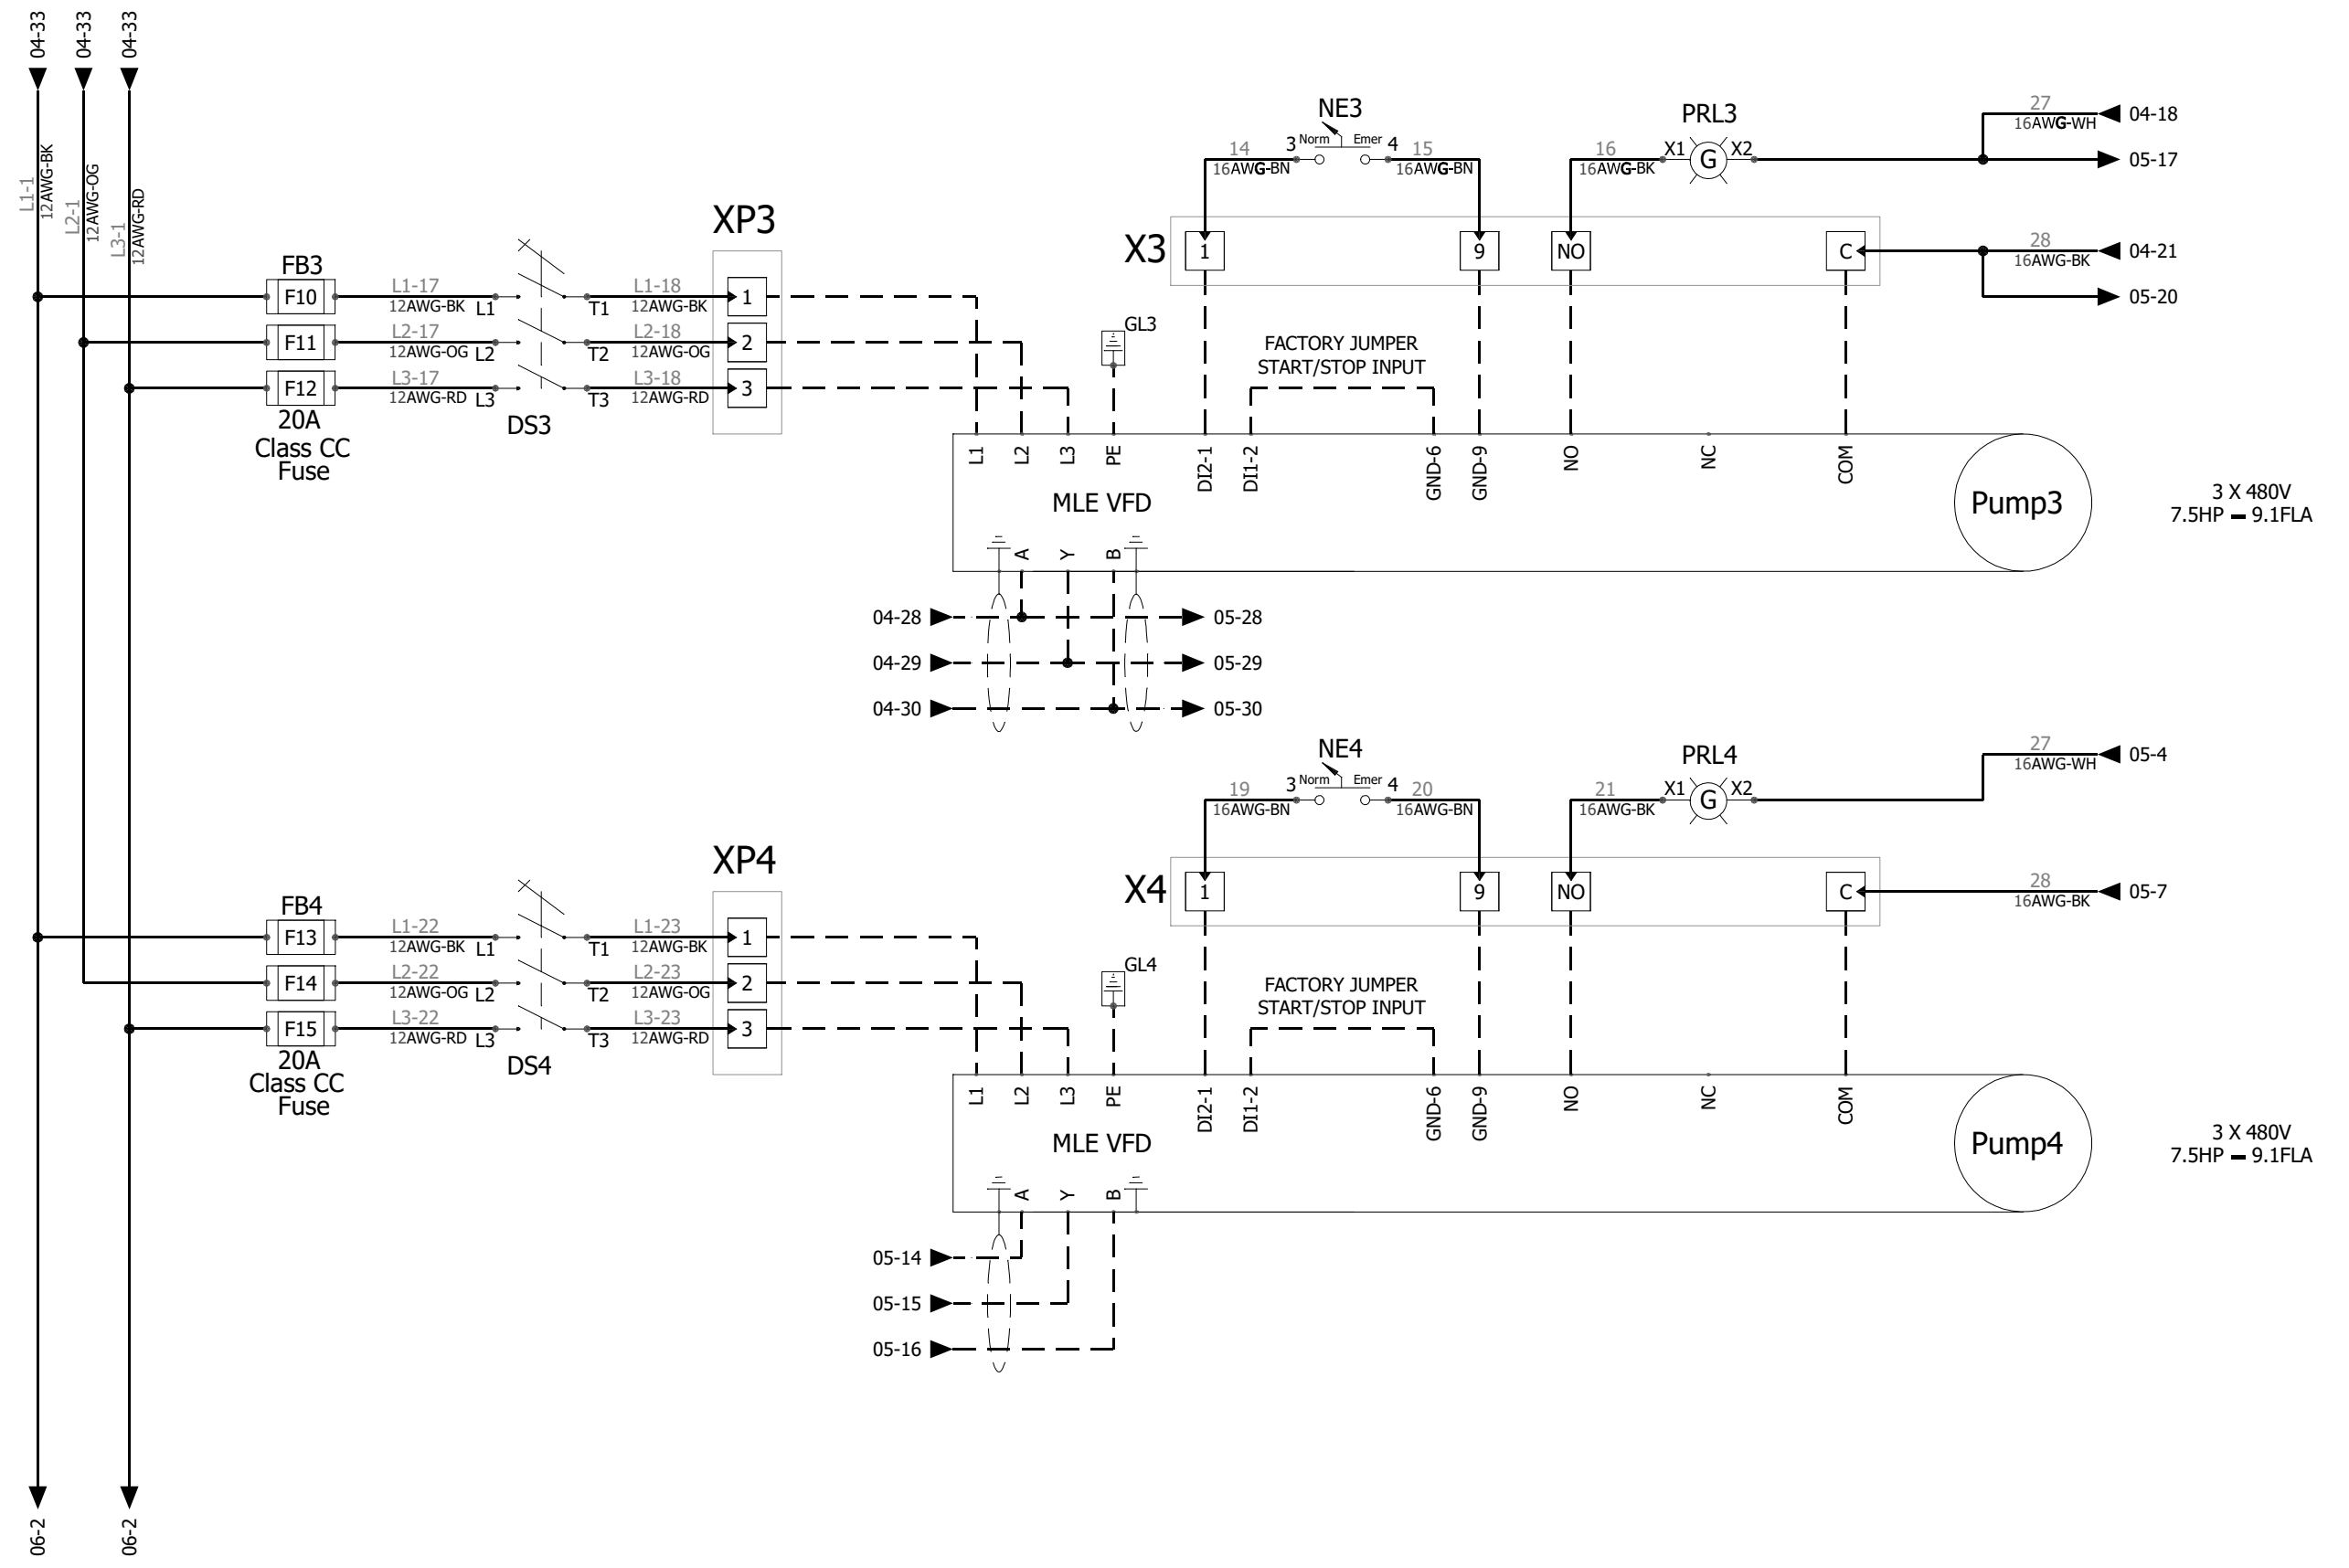 04-33
04-33
04-33
L1-1
12AWG-BK
L2-1
12AWG-OG
L3-1
12AWG-RD
NE3
3 Norm Emer 4
14
16AWG-BN
15
16AWG-BN
PRL3
16
16AWG-BK
X1 G X2
27
16AWG-WH
04-18
05-17
X3
1
9
NO
C
28
16AWG-BK
04-21
05-20
XP3
FB3
F10
L1-17
12AWG-BK L1
T1
L1-18
12AWG-BK
1
F11
L2-17
12AWG-OG L2
T2
L2-18
12AWG-OG
2
F12
L3-17
12AWG-RD L3
T3
L3-18
12AWG-RD
3
20A
Class CC
Fuse
DS3
GL3
FACTORY JUMPER
START/STOP INPUT
L1
L2
L3
PE
DI2-1
DI1-2
GND-6
GND-9
NO
NC
COM
MLE VFD
Pump3
3 X 480V
7.5HP - 9.1FLA
A
Y
B
04-28
05-28
04-29
05-29
04-30
05-30
NE4
3 Norm Emer 4
19
16AWG-BN
20
16AWG-BN
PRL4
21
16AWG-BK
X1 G X2
27
16AWG-WH
05-4
X4
1
9
NO
C
28
16AWG-BK
05-7
XP4
FB4
F13
L1-22
12AWG-BK L1
T1
L1-23
12AWG-BK
1
F14
L2-22
12AWG-OG L2
T2
L2-23
12AWG-OG
2
F15
L3-22
12AWG-RD L3
T3
L3-23
12AWG-RD
3
20A
Class CC
Fuse
DS4
GL4
FACTORY JUMPER
START/STOP INPUT
L1
L2
L3
PE
DI2-1
DI1-2
GND-6
GND-9
NO
NC
COM
MLE VFD
Pump4
3 X 480V
7.5HP - 9.1FLA
A
Y
B
05-14
05-15
05-16
06-2
06-2